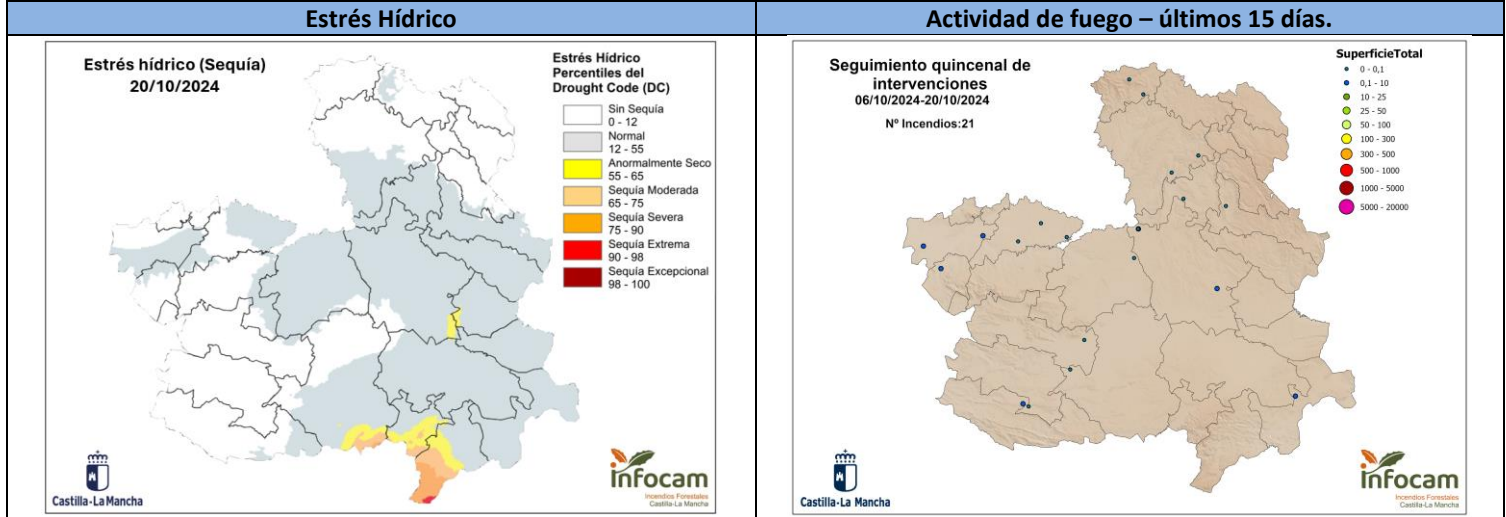 Estrés Hídrico
Estrés hídrico (Sequía)
20/10/2024
Estrés Hídrico
Percentiles del
Drought Code (DC)
Sin Sequía
0 - 12
Normal
12 - 55
Anormalmente Seco
55 - 65
Sequía Moderada
65 - 75
Sequía Severa
75 - 90
Sequía Extrema
90 - 98
Sequía Excepcional
98 - 100
Castilla-La Mancha
infocam
Incendios Forestales
Castilla-La Mancha
Actividad de fuego – últimos 15 días.
Seguimiento quincenal de
intervenciones
06/10/2024-20/10/2024
Nº Incendios:21
SuperficieTotal
0 - 0,1
0,1 - 10
10 - 25
25 - 50
50 - 100
100 - 300
300 - 500
500 - 1000
1000 - 5000
5000 - 20000
Castilla-La Mancha
infocam
Incendios Forestales
Castilla-La Mancha